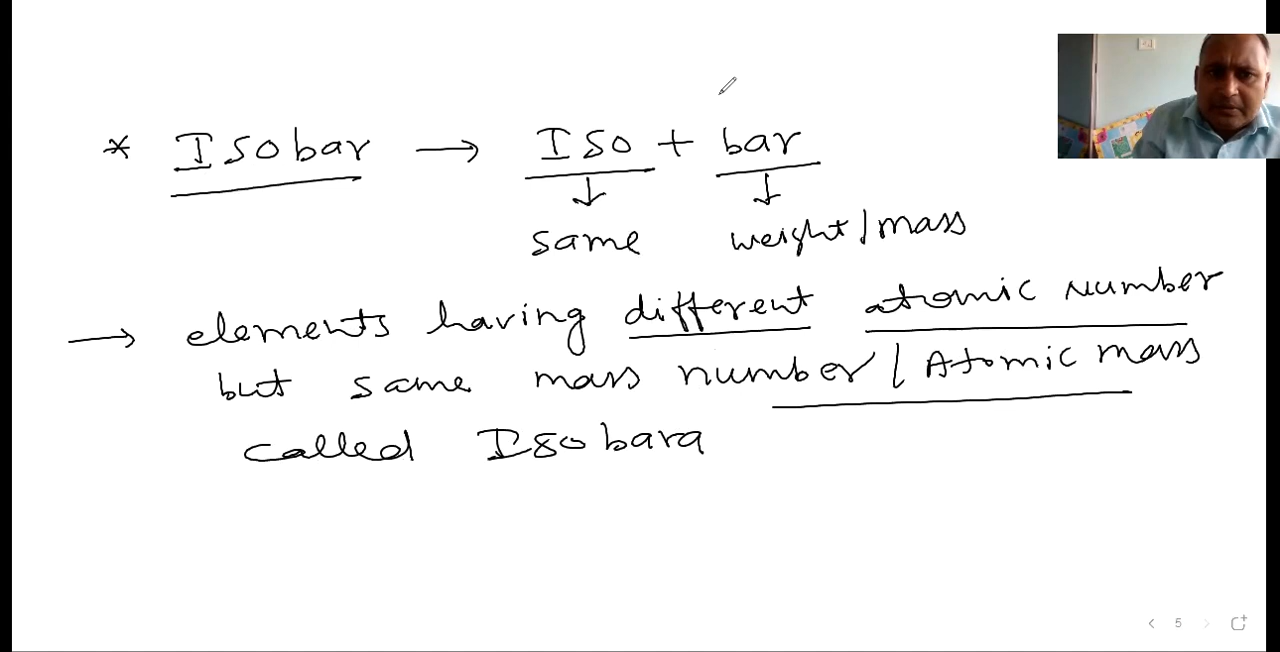 * Isobar → Iso + bar
↓ ↓
same weight/mass
→ elements having different atomic number
but same mass number/Atomic mass
called Isobara
< 5 >